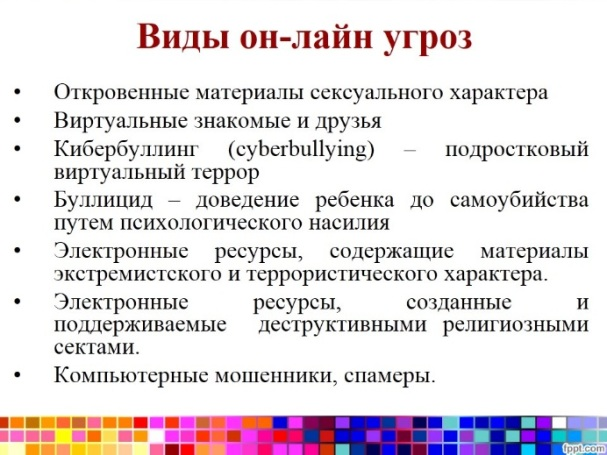 Виды он-лайн угроз
• Откровенные материалы сексуального характера
• Виртуальные знакомые и друзья
• Кибербуллинг (cyberbullying) – подростковый
виртуальный террор
• Буллицид – доведение ребенка до самоубийства
путем психологического насилия
• Электронные ресурсы, содержащие материалы
экстремистского и террористического характера.
• Электронные ресурсы, созданные и
поддерживаемые деструктивными религиозными
сектами.
• Компьютерные мошенники, спамеры.
fppt.com